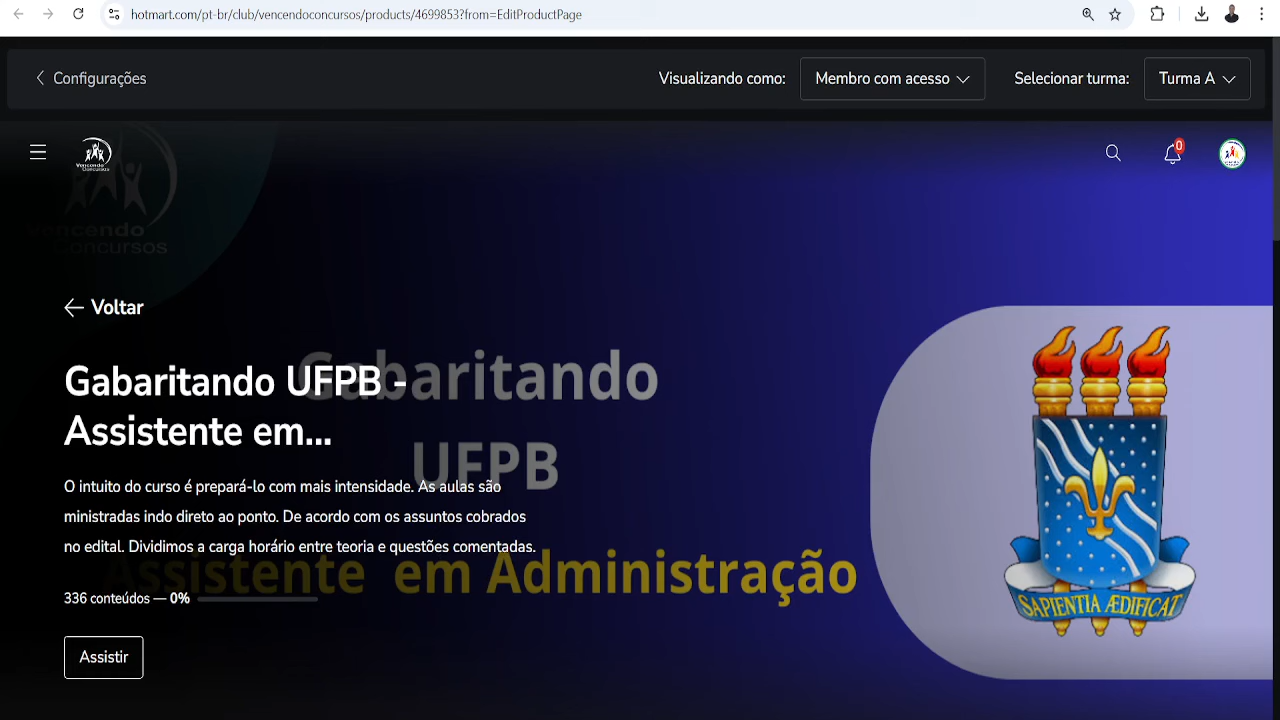 hotmart.com/pt-br/club/vencendoconcursos/products/4699853?from=EditProductPage
Configurações
Visualizando como:
Membro com acesso
Selecionar turma:
Turma A
Vencendo
Concursos
0
Vencendo
Concursos
Voltar
Gabaritando UFPB -
Assistente em...
Gabaritando
UFPB
O intuito do curso é prepará-lo com mais intensidade. As aulas são
ministradas indo direto ao ponto. De acordo com os assuntos cobrados
no edital. Dividimos a carga horário entre teoria e questões comentadas.
Assistente em Administração
336 conteúdos — 0%
SAPIENTIA ÆDIFICAT
Assistir